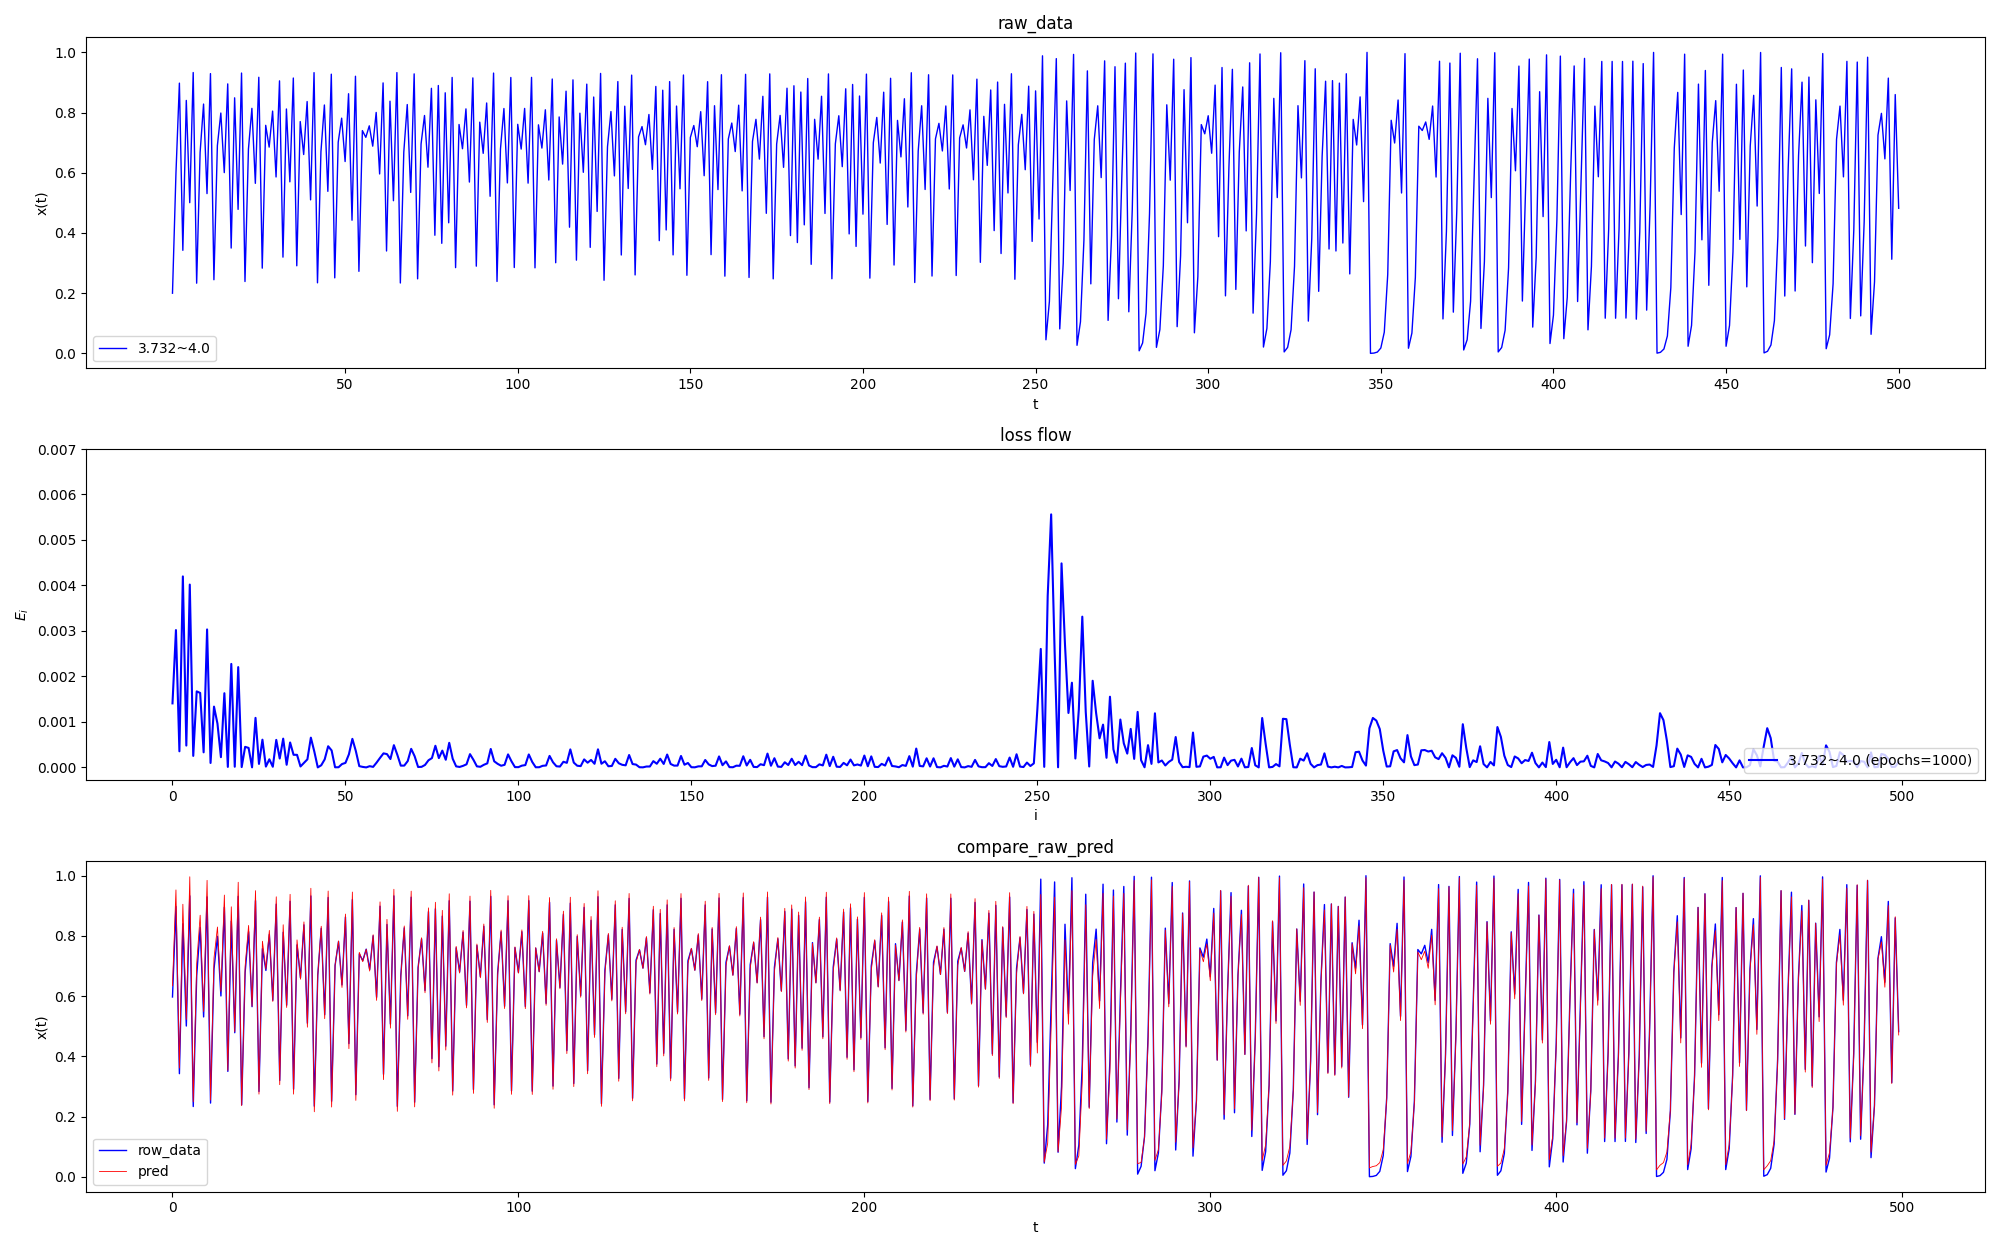 raw_data
1.0
0.8
0.6
0.4
0.2
0.0
x(t)
3.732~4.0
50 100 150 200 250 300 350 400 450 500
t
loss flow
0.007
0.006
0.005
0.004
0.003
0.002
0.001
0.000
E_i
3.732~4.0 (epochs=1000)
0 50 100 150 200 250 300 350 400 450 500
i
compare_raw_pred
1.0
0.8
0.6
0.4
0.2
0.0
x(t)
row_data
pred
0 100 200 300 400 500
t